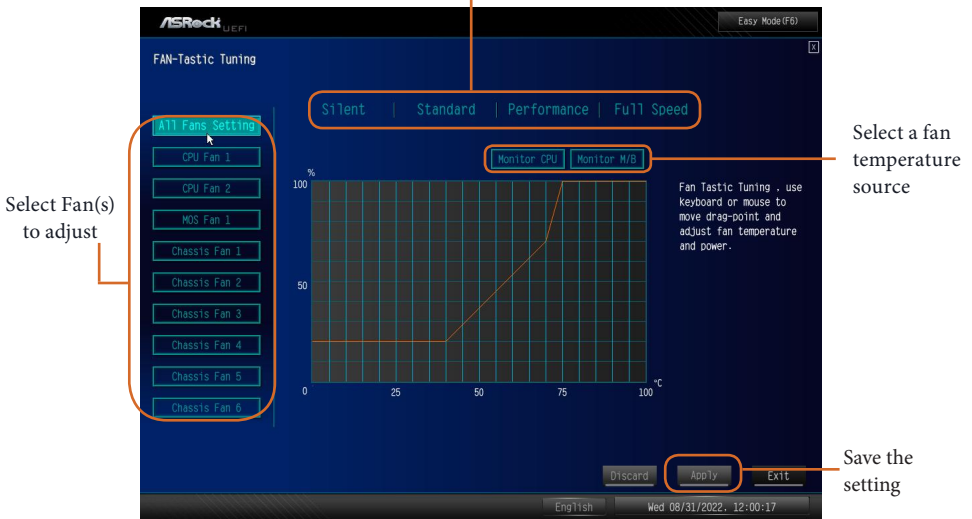 ASRock UEFI
Easy Mode(F6)
X
FAN-Tastic Tuning
Silent | Standard | Performance | Full Speed
All Fans Setting
CPU Fan 1
CPU Fan 2
MOS Fan 1
Chassis Fan 1
Chassis Fan 2
Chassis Fan 3
Chassis Fan 4
Chassis Fan 5
Chassis Fan 6
Select Fan(s)
to adjust
Monitor CPU
Monitor M/B
Select a fan
temperature
source
%
100
50
0
25
50
75
100
°C
Fan Tastic Tuning . use
keyboard or mouse to
move drag-point and
adjust fan temperature
and power.
Discard
Apply
Exit
Save the
setting
English
Wed 08/31/2022. 12:00:17